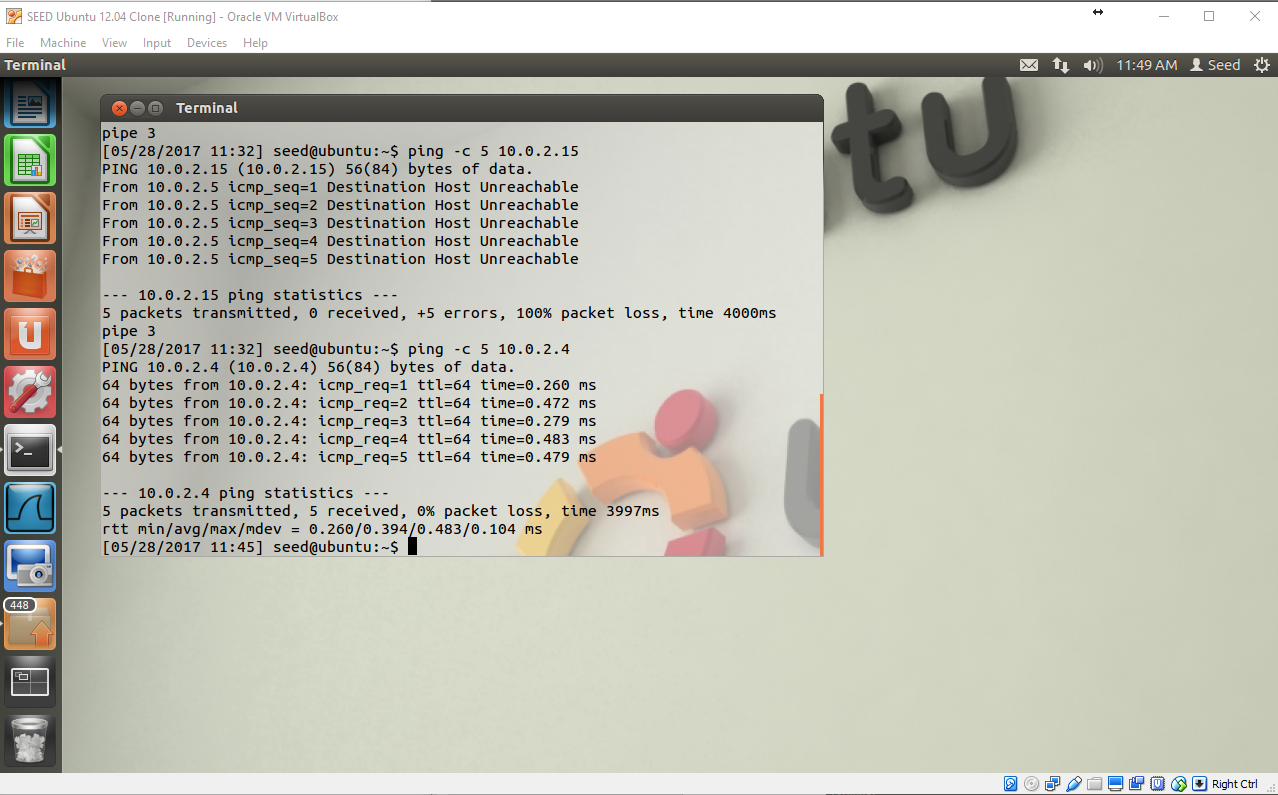 SEED Ubuntu 12.04 Clone [Running] - Oracle VM VirtualBox
File Machine View Input Devices Help
Terminal 11:49 AM Seed
Terminal
pipe 3
[05/28/2017 11:32] seed@ubuntu:~$ ping -c 5 10.0.2.15
PING 10.0.2.15 (10.0.2.15) 56(84) bytes of data.
From 10.0.2.5 icmp_seq=1 Destination Host Unreachable
From 10.0.2.5 icmp_seq=2 Destination Host Unreachable
From 10.0.2.5 icmp_seq=3 Destination Host Unreachable
From 10.0.2.5 icmp_seq=4 Destination Host Unreachable
From 10.0.2.5 icmp_seq=5 Destination Host Unreachable
--- 10.0.2.15 ping statistics ---
5 packets transmitted, 0 received, +5 errors, 100% packet loss, time 4000ms
pipe 3
[05/28/2017 11:32] seed@ubuntu:~$ ping -c 5 10.0.2.4
PING 10.0.2.4 (10.0.2.4) 56(84) bytes of data.
64 bytes from 10.0.2.4: icmp_req=1 ttl=64 time=0.260 ms
64 bytes from 10.0.2.4: icmp_req=2 ttl=64 time=0.472 ms
64 bytes from 10.0.2.4: icmp_req=3 ttl=64 time=0.279 ms
64 bytes from 10.0.2.4: icmp_req=4 ttl=64 time=0.483 ms
64 bytes from 10.0.2.4: icmp_req=5 ttl=64 time=0.479 ms
--- 10.0.2.4 ping statistics ---
5 packets transmitted, 5 received, 0% packet loss, time 3997ms
rtt min/avg/max/mdev = 0.260/0.394/0.483/0.104 ms
[05/28/2017 11:45] seed@ubuntu:~$
tu
448
Right Ctrl